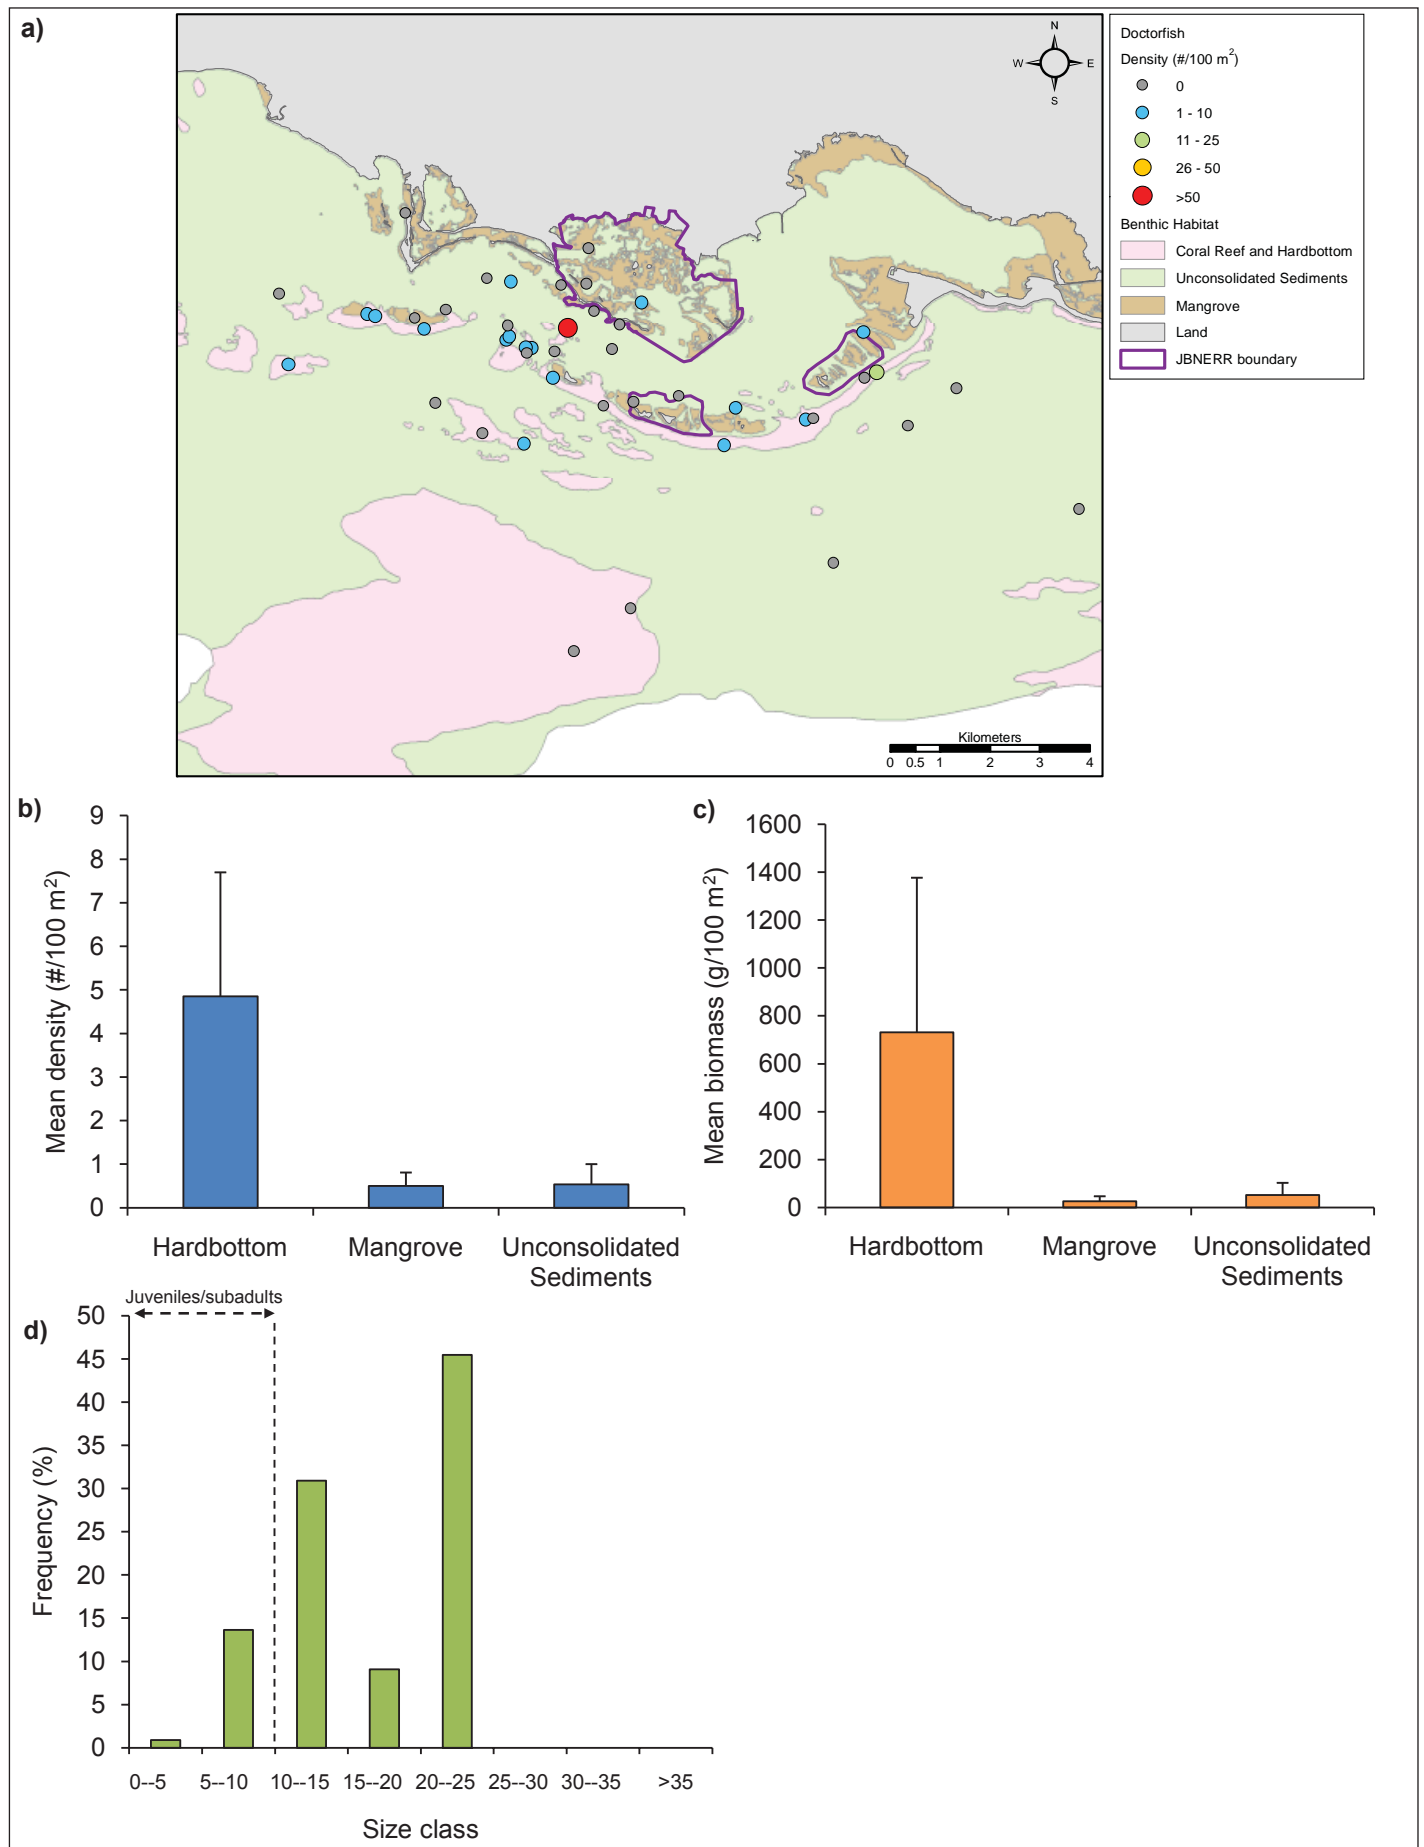 a)
N
W
E
S
Doctorfish
Density (#/100 m²)
0
1 - 10
11 - 25
26 - 50
>50
Benthic Habitat
Coral Reef and Hardbottom
Unconsolidated Sediments
Mangrove
Land
JBNERR boundary
Kilometers
0 0.5 1 2 3 4
b)
Mean density (#/100 m²)
9
8
7
6
5
4
3
2
1
0
Hardbottom
Mangrove
Unconsolidated
Sediments
c)
Mean biomass (g/100 m²)
1600
1400
1200
1000
800
600
400
200
0
Hardbottom
Mangrove
Unconsolidated
Sediments
d)
Juveniles/subadults
Frequency (%)
50
45
40
35
30
25
20
15
10
5
0
0--5 5--10 10--15 15--20 20--25 25--30 30--35 >35
Size class